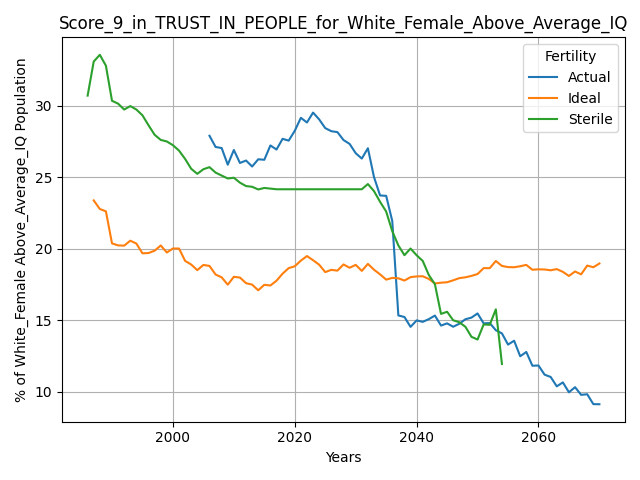 Score_9_in_TRUST_IN_PEOPLE_for_White_Female_Above_Average_IQ
% of White_Female Above_Average_IQ Population
30
25
20
15
10
Fertility
Actual
Ideal
Sterile
2000
2020
2040
2060
Years